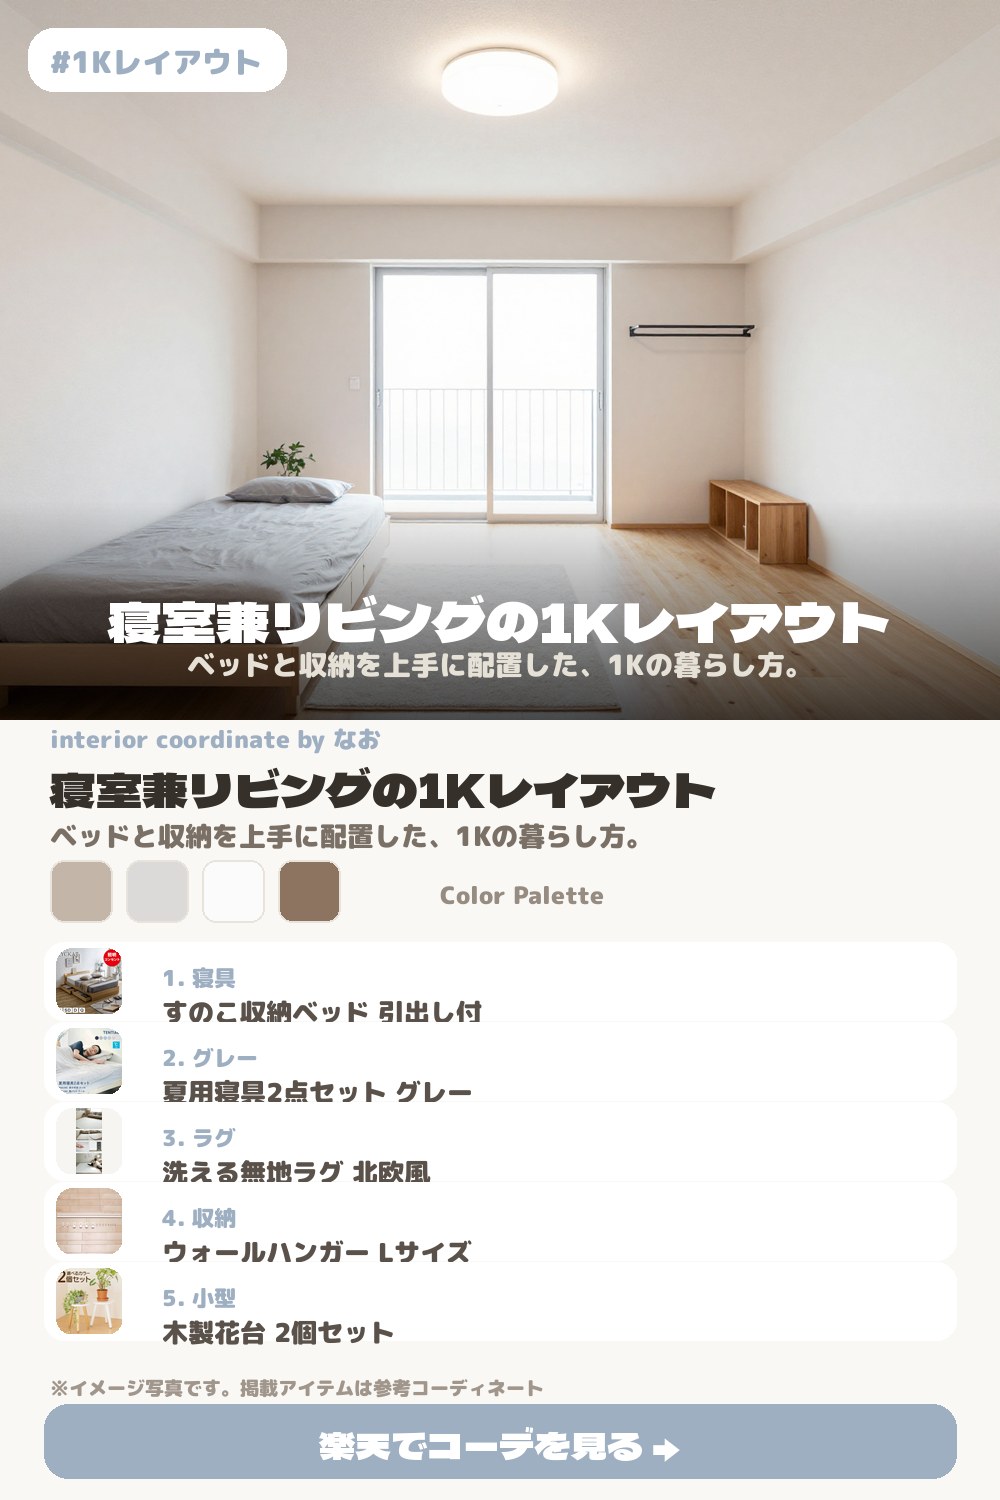 #1Kレイアウト
寝室兼リビングの1Kレイアウト
ベッドと収納を上手に配置した、1Kの暮らし方。
interior coordinate by なお
寝室兼リビングの1Kレイアウト
ベッドと収納を上手に配置した、1Kの暮らし方。
Color Palette
1. 寝具
すのこ収納ベッド 引出し付
2. グレー
夏用寝具2点セット グレー
3. ラグ
洗える無地ラグ 北欧風
4. 収納
ウォールハンガー Lサイズ
2個セット
5. 小型
木製花台 2個セット
※イメージ写真です。掲載アイテムは参考コーディネート
楽天でコーデを見る →